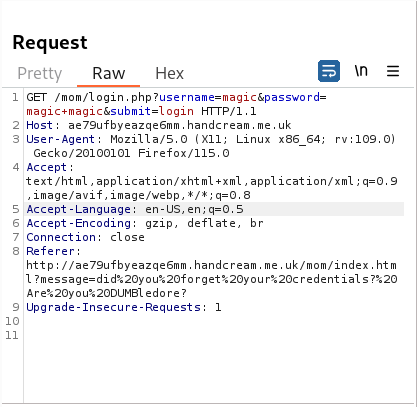 Request
Pretty Raw Hex \n
1 GET /mom/login.php?username=magic&password=
magic+magic&submit=login HTTP/1.1
2 Host: ae79ufbyeazqe6mm.handcream.me.uk
3 User-Agent: Mozilla/5.0 (X11; Linux x86_64; rv:109.0)
Gecko/20100101 Firefox/115.0
4 Accept:
text/html,application/xhtml+xml,application/xml;q=0.9
,image/avif,image/webp,*/*;q=0.8
5 Accept-Language: en-US,en;q=0.5
6 Accept-Encoding: gzip, deflate, br
7 Connection: close
8 Referer:
http://ae79ufbyeazqe6mm.handcream.me.uk/mom/index.htm
l?message=did%20you%20forget%20your%20credentials?%20
Are%20you%20DUMBledore?
9 Upgrade-Insecure-Requests: 1
10
11